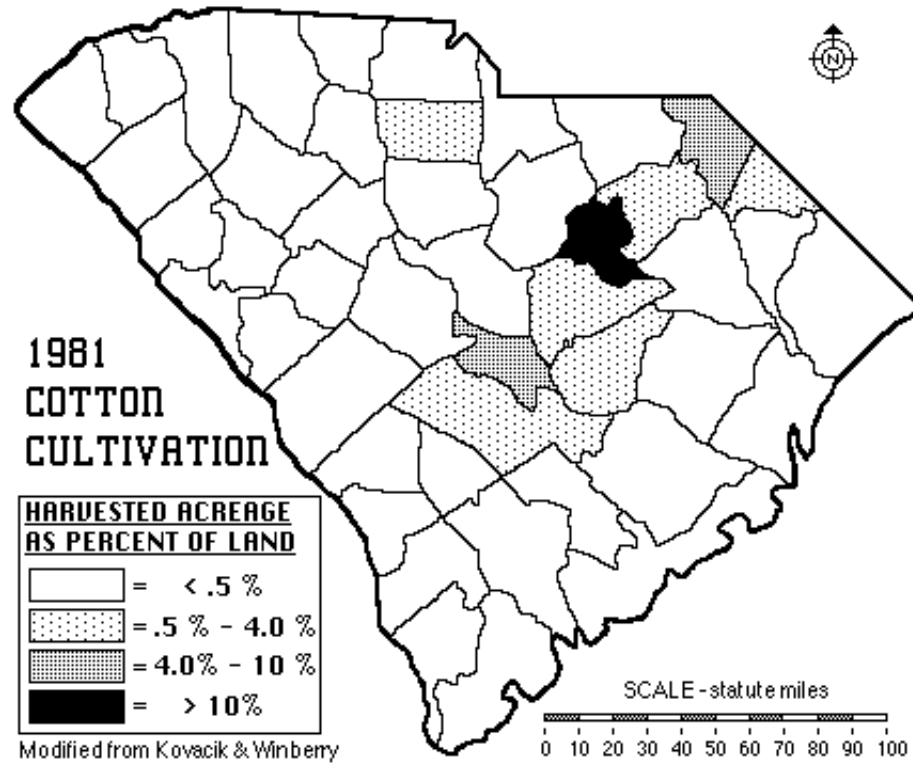 N
1981
COTTON
CULTIVATION
HARVESTED ACREAGE
AS PERCENT OF LAND
= < .5 %
= .5 % - 4.0 %
= 4.0% - 10 %
= > 10%
Modified from Kovacik & Winberry
SCALE - statute miles
0 10 20 30 40 50 60 70 80 90 100